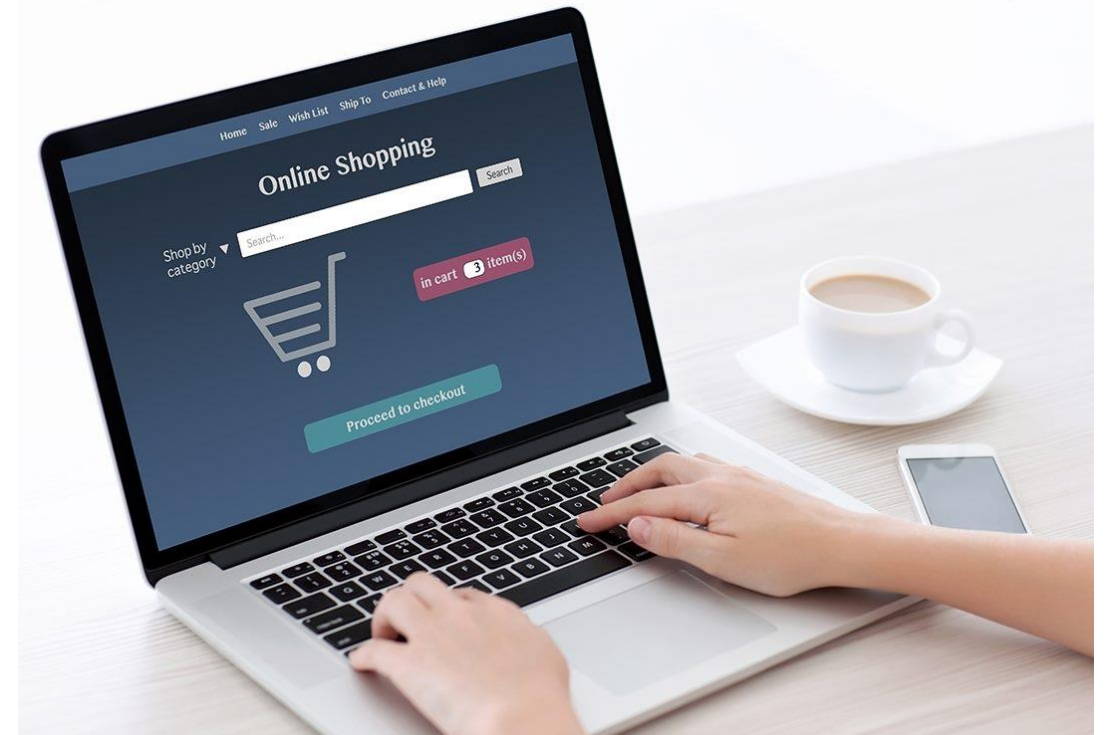 Home Sale Wish List Ship To Contact & Help
Online Shopping
Shop by
category ▼
Search...
Search
in cart 3 item(s)
Proceed to checkout